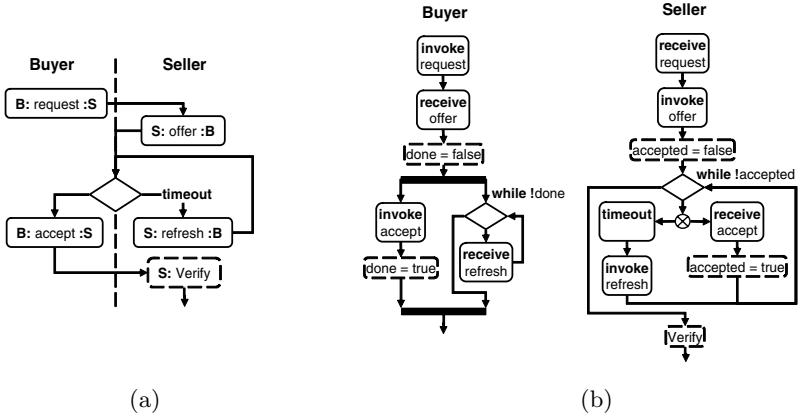 Buyer
Seller
B: request :S
S: offer :B
timeout
B: accept :S
S: refresh :B
S: Verify
(a)
Buyer
invoke
request
receive
offer
done = false
while !done
invoke
accept
done = true
receive
refresh
Seller
receive
request
invoke
offer
accepted = false
while !accepted
timeout
receive
accept
invoke
refresh
accepted = true
Verify
(b)